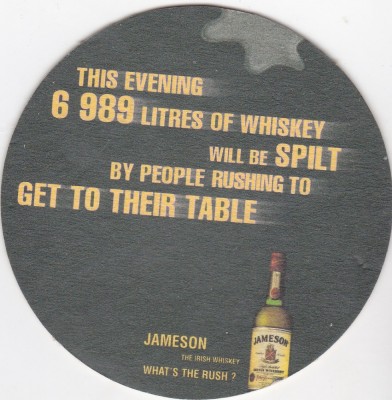 THIS EVENING
6 989 LITRES OF WHISKEY
WILL BE SPILT
BY PEOPLE RUSHING TO
GET TO THEIR TABLE
JAMESON
THE IRISH WHISKEY
WHAT'S THE RUSH ?
JAMESON